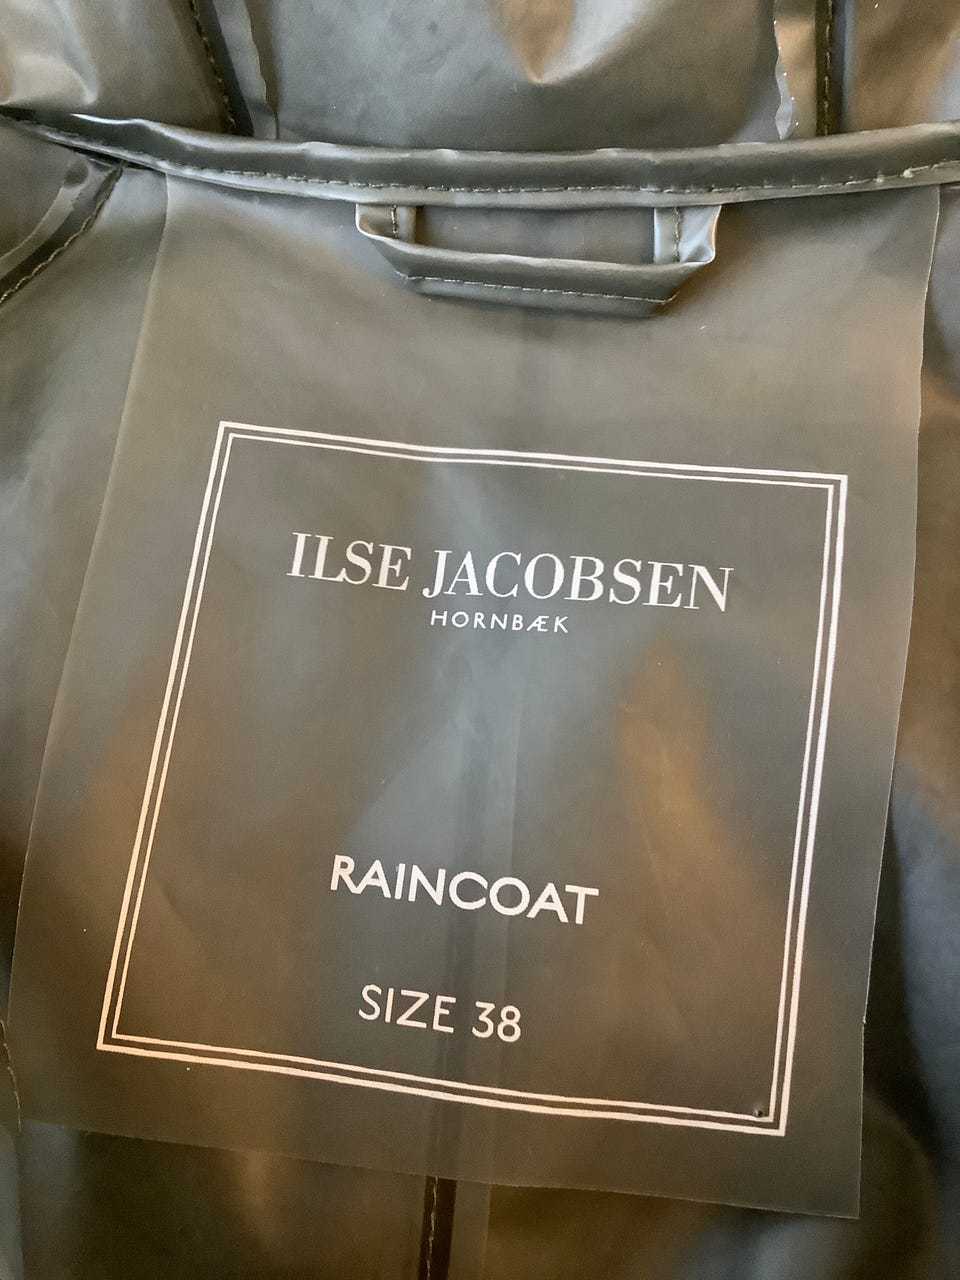 ILSE JACOBSEN
HORNBÆK
RAINCOAT
SIZE 38